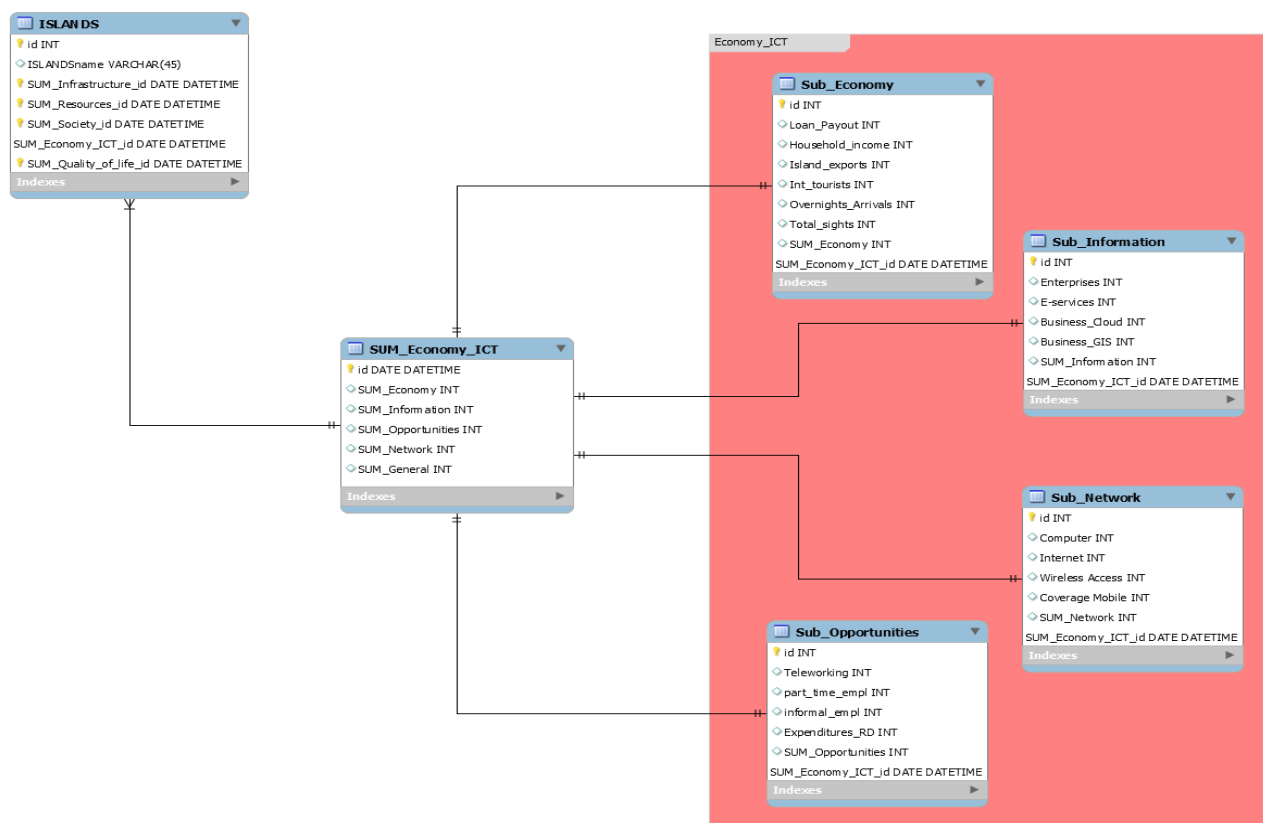 ISLANDS
id INT
ISLANDSname VARCHAR(45)
SUM_Infrastructure_id DATE DATETIME
SUM_Resources_id DATE DATETIME
SUM_Society_id DATE DATETIME
SUM_Economy_ICT_id DATE DATETIME
SUM_Quality_of_life_id DATE DATETIME
Indexes
Economy_ICT
Sub_Economy
id INT
Loan_Payout INT
Household_income INT
Island_exports INT
Int_tourists INT
Overnights_Arrivals INT
Total_sights INT
SUM_Economy INT
SUM_Economy_ICT_id DATE DATETIME
Indexes
Sub_Information
id INT
Enterprises INT
E-services INT
Business_Cloud INT
Business_GIS INT
SUM_Information INT
SUM_Economy_ICT_id DATE DATETIME
Indexes
SUM_Economy_ICT
id DATE DATETIME
SUM_Economy INT
SUM_Information INT
SUM_Opportunities INT
SUM_Network INT
SUM_General INT
Indexes
Sub_Network
id INT
Computer INT
Internet INT
Wireless Access INT
Coverage Mobile INT
SUM_Network INT
SUM_Economy_ICT_id DATE DATETIME
Indexes
Sub_Opportunities
id INT
Teleworking INT
part_time_empl INT
informal_empl INT
Expenditures_RD INT
SUM_Opportunities INT
SUM_Economy_ICT_id DATE DATETIME
Indexes